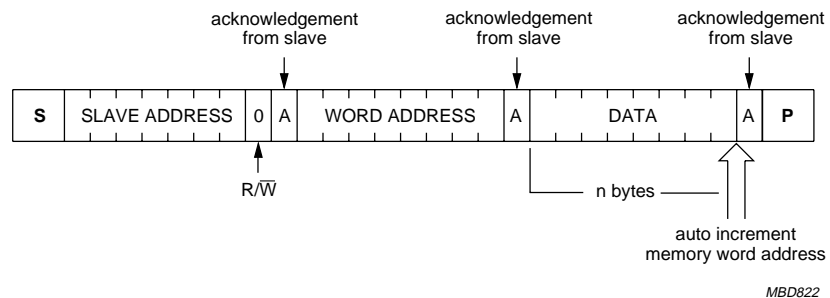 acknowledgement
from slave
acknowledgement
from slave
acknowledgement
from slave
S SLAVE ADDRESS 0 A WORD ADDRESS A DATA A P
R/W̅
n bytes
auto increment
memory word address
MBD822